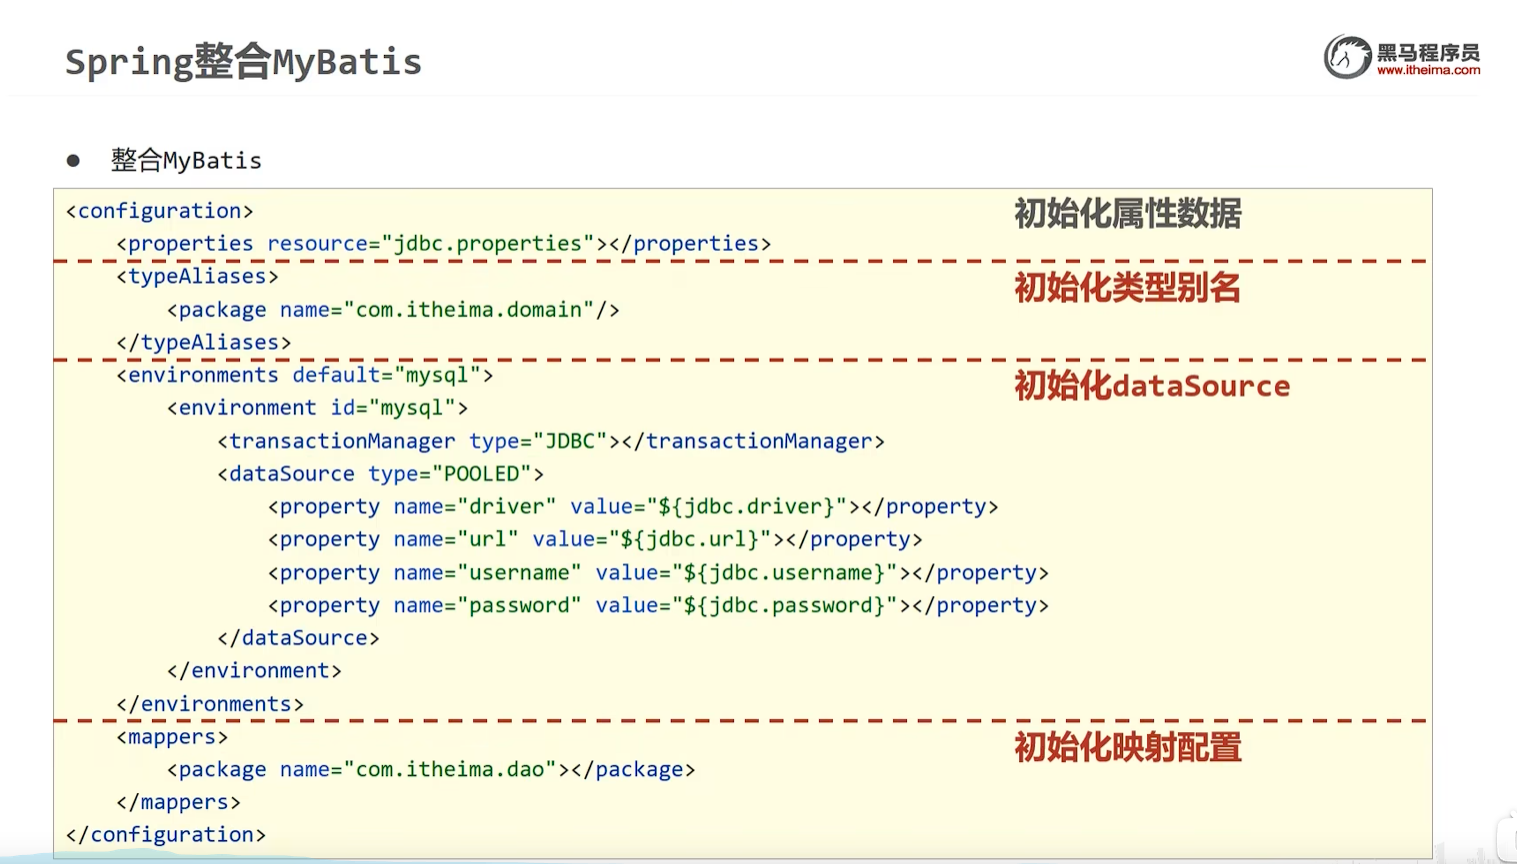 Spring整合MyBatis
黑马程序员
www.itheima.com
● 整合MyBatis
<configuration>
初始化属性数据
<properties resource="jdbc.properties"></properties>
<typeAliases>
初始化类型别名
<package name="com.itheima.domain"/>
</typeAliases>
<environments default="mysql">
初始化dataSource
<environment id="mysql">
<transactionManager type="JDBC"></transactionManager>
<dataSource type="POOLED">
<property name="driver" value="${jdbc.driver}"></property>
<property name="url" value="${jdbc.url}"></property>
<property name="username" value="${jdbc.username}"></property>
<property name="password" value="${jdbc.password}"></property>
</dataSource>
</environment>
</environments>
<mappers>
初始化映射配置
<package name="com.itheima.dao"></package>
</mappers>
</configuration>